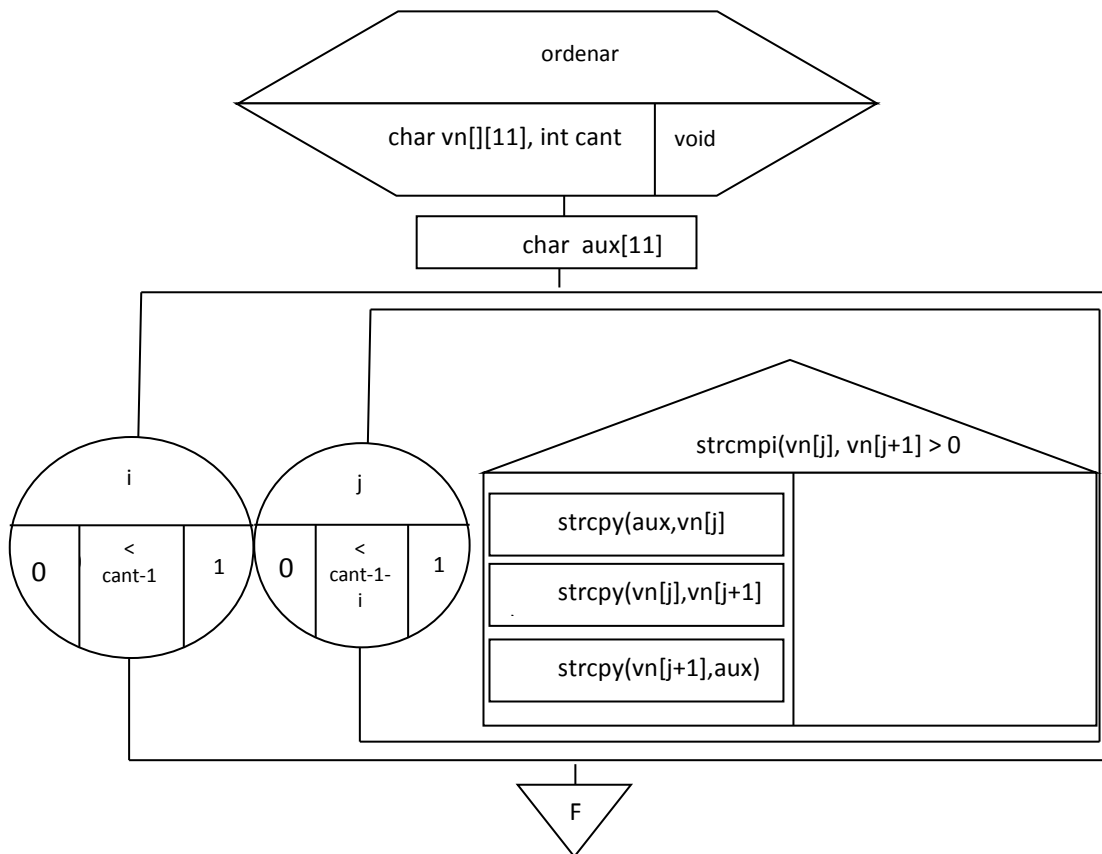 ordenar
char vn[][11], int cant
void
char aux[11]
i
0
<
cant-1
1
j
0
<
cant-1-
i
1
strcmpi(vn[j], vn[j+1] > 0
strcpy(aux,vn[j]
strcpy(vn[j],vn[j+1]
strcpy(vn[j+1],aux)
F